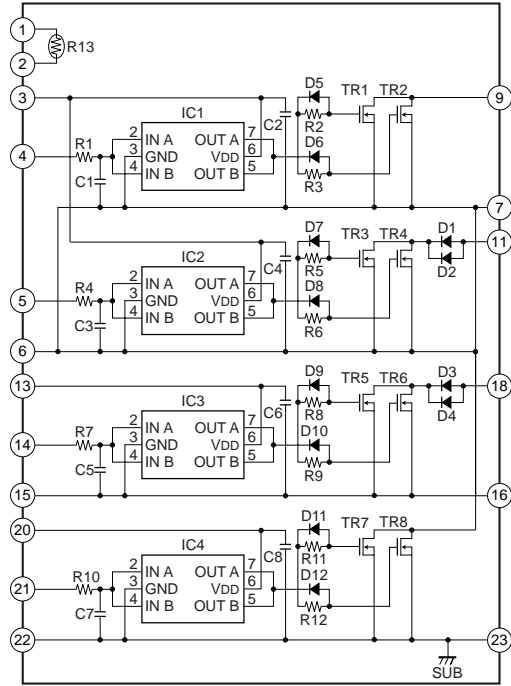 1
R13
2
3
9
IC1
D5
TR1
TR2
C2
R2
R1
2
IN A
OUT A
7
3
GND
VDD
6
4
IN B
OUT B
5
4
D6
R3
C1
7
IC2
D7
TR3
TR4
D1
11
C4
R5
D2
R4
2
IN A
OUT A
7
3
GND
VDD
6
4
IN B
OUT B
5
5
D8
R6
C3
6
13
IC3
D9
TR5
TR6
D3
18
C6
R8
D4
R7
2
IN A
OUT A
7
3
GND
VDD
6
4
IN B
OUT B
5
14
D10
R9
C5
15
16
20
IC4
D11
TR7
TR8
C8
R11
R10
2
IN A
OUT A
7
3
GND
VDD
6
4
IN B
OUT B
5
21
D12
R12
C7
22
23
SUB